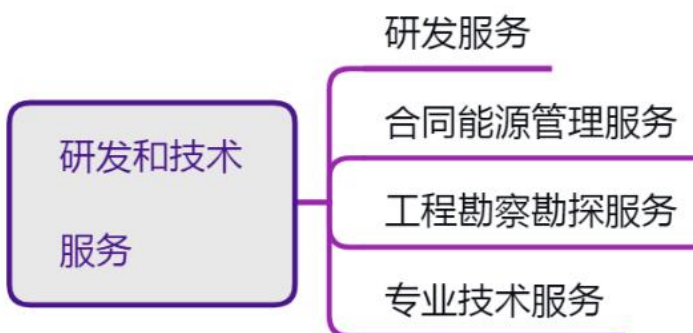 研发服务
合同能源管理服务
研发和技术
服务
工程勘察勘探服务
专业技术服务